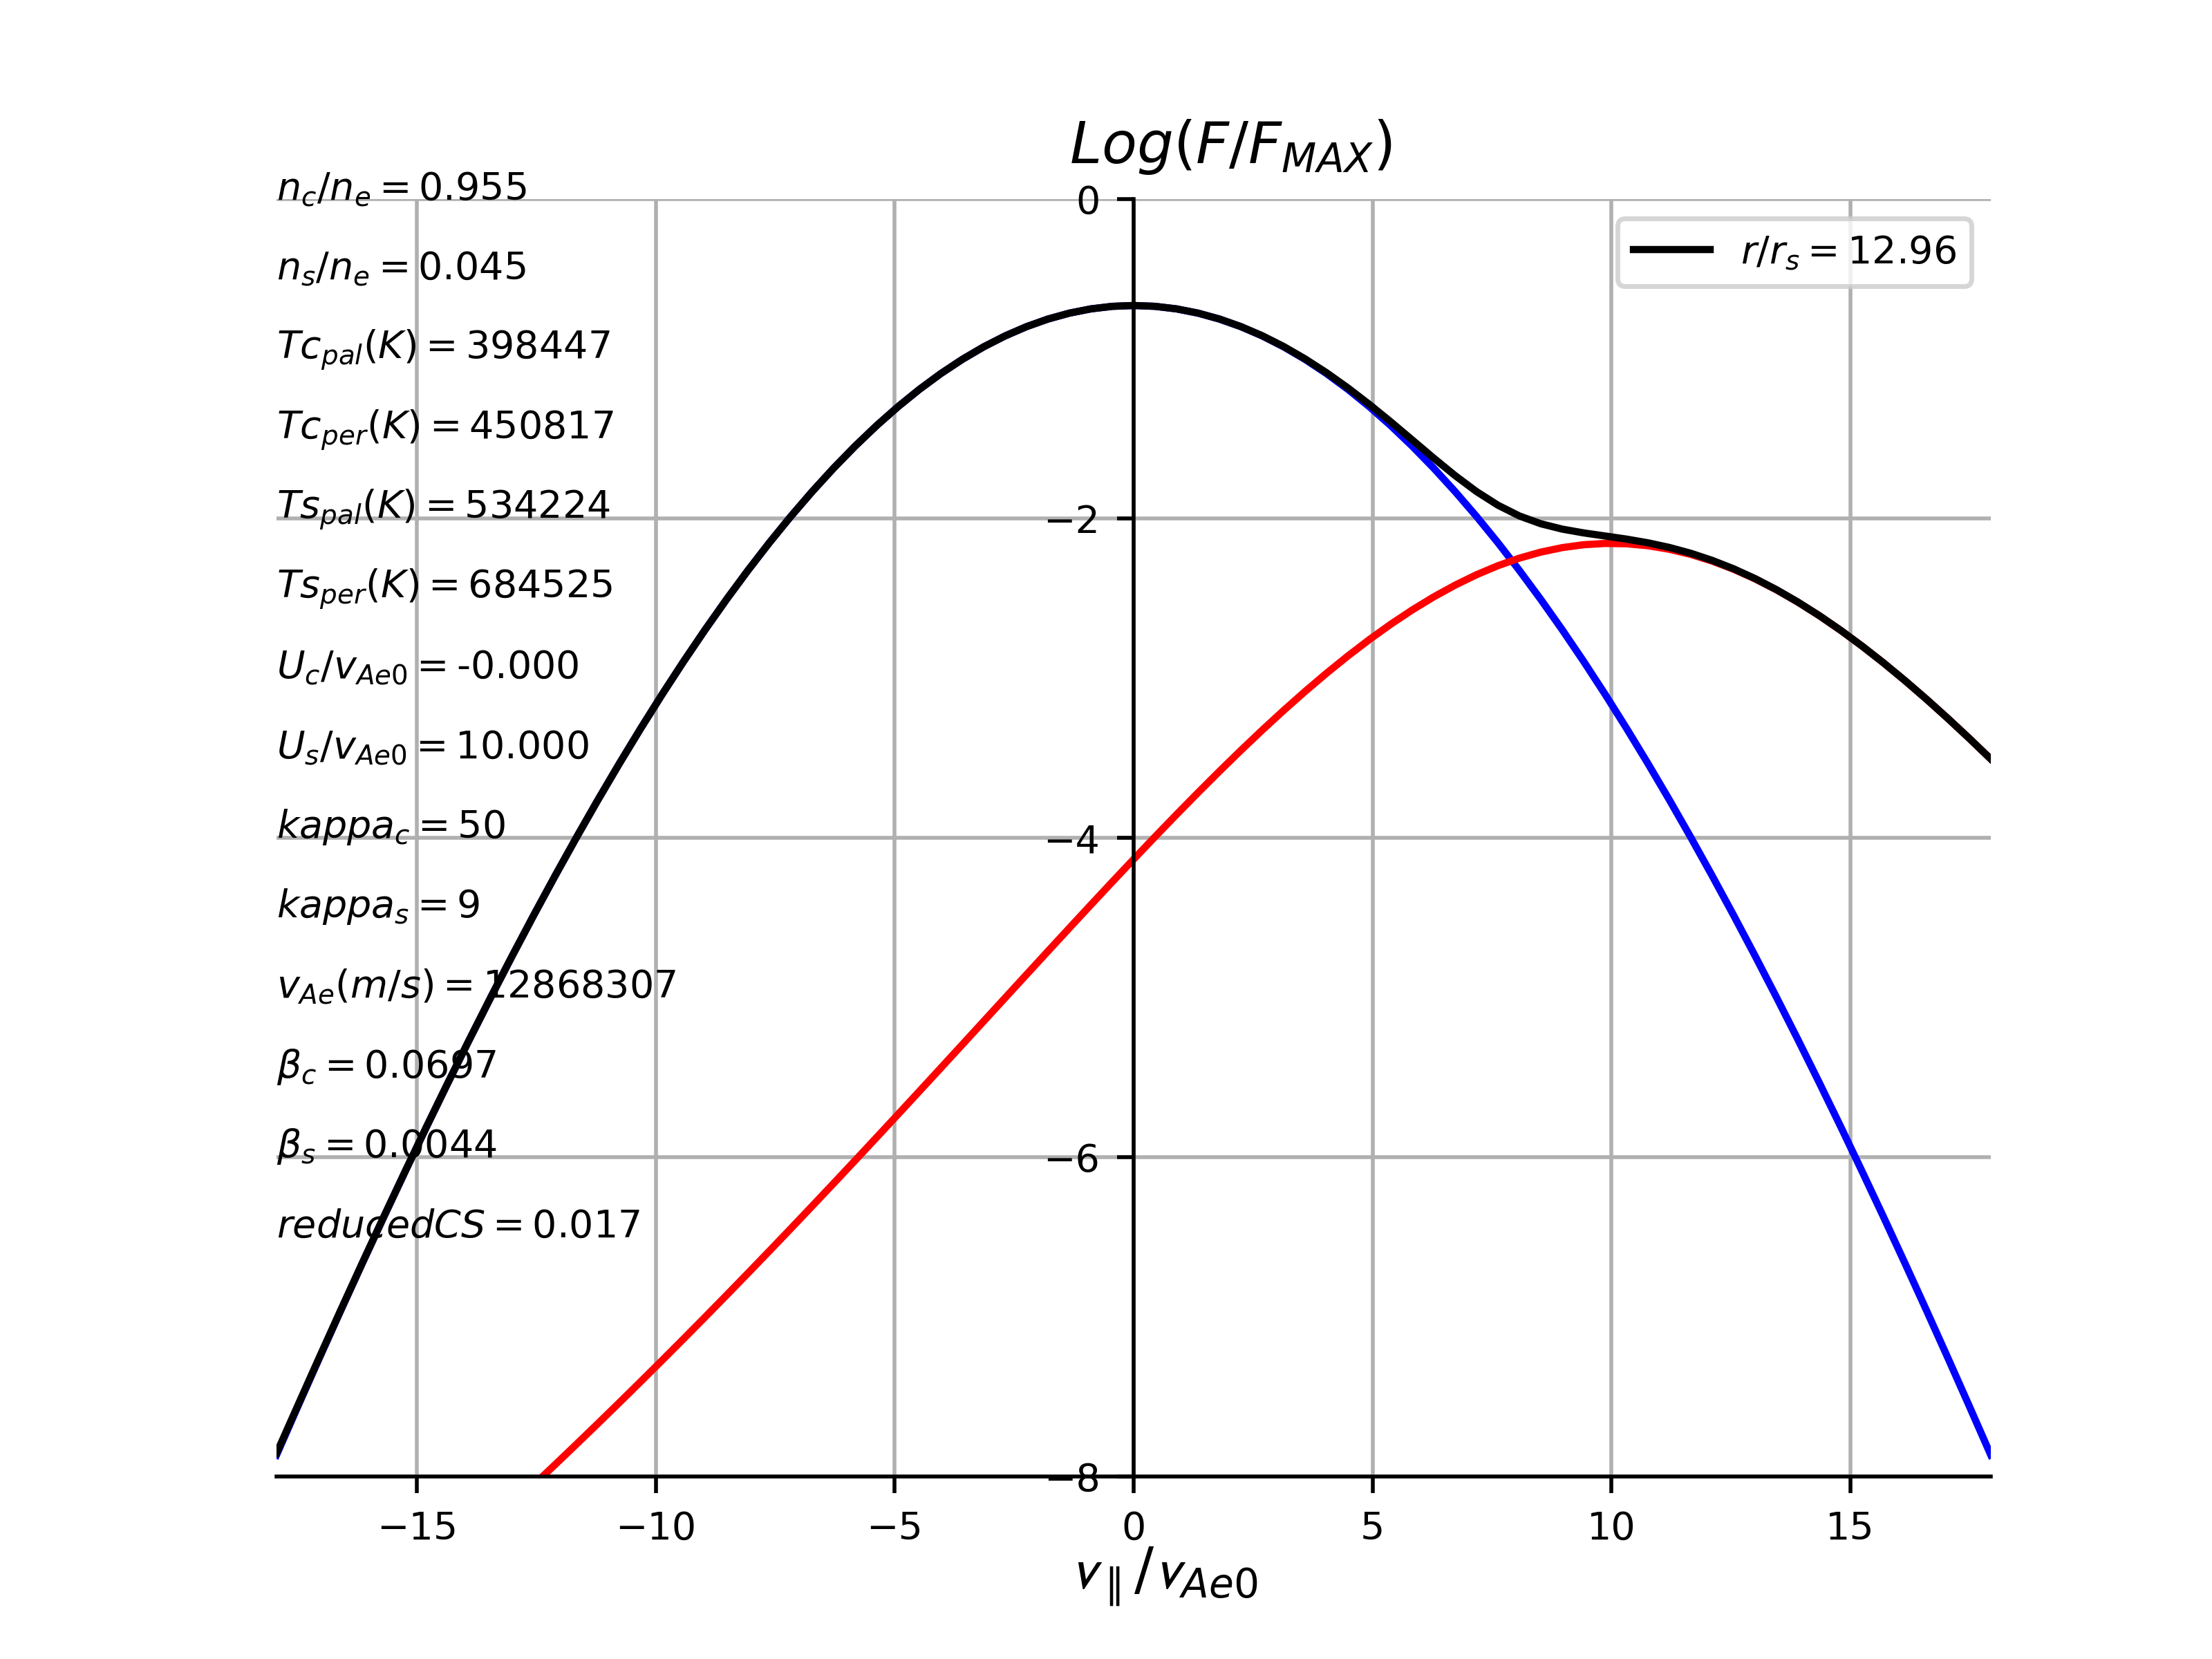 Log(F/F_MAX)
n_c/n_e = 0.955
n_s/n_e = 0.045
Tc_pal(K) = 398447
Tc_per(K) = 450817
Ts_pal(K) = 534224
Ts_per(K) = 684525
U_c/v_Ae0 = -0.000
U_s/v_Ae0 = 10.000
kappa_c = 50
kappa_s = 9
v_Ae(m/s) = 12868307
β_c = 0.0697
β_s = 0.0044
reducedCS = 0.017
0
−2
−4
−6
−8
r/r_s = 12.96
−15 −10 −5 0 5 10 15
v_∥/v_Ae0